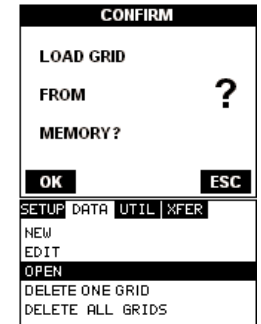 CONFIRM
LOAD GRID
FROM ?
MEMORY?
OK ESC
SETUP DATA UTIL XFER
NEW
EDIT
OPEN
DELETE ONE GRID
DELETE ALL GRIDS